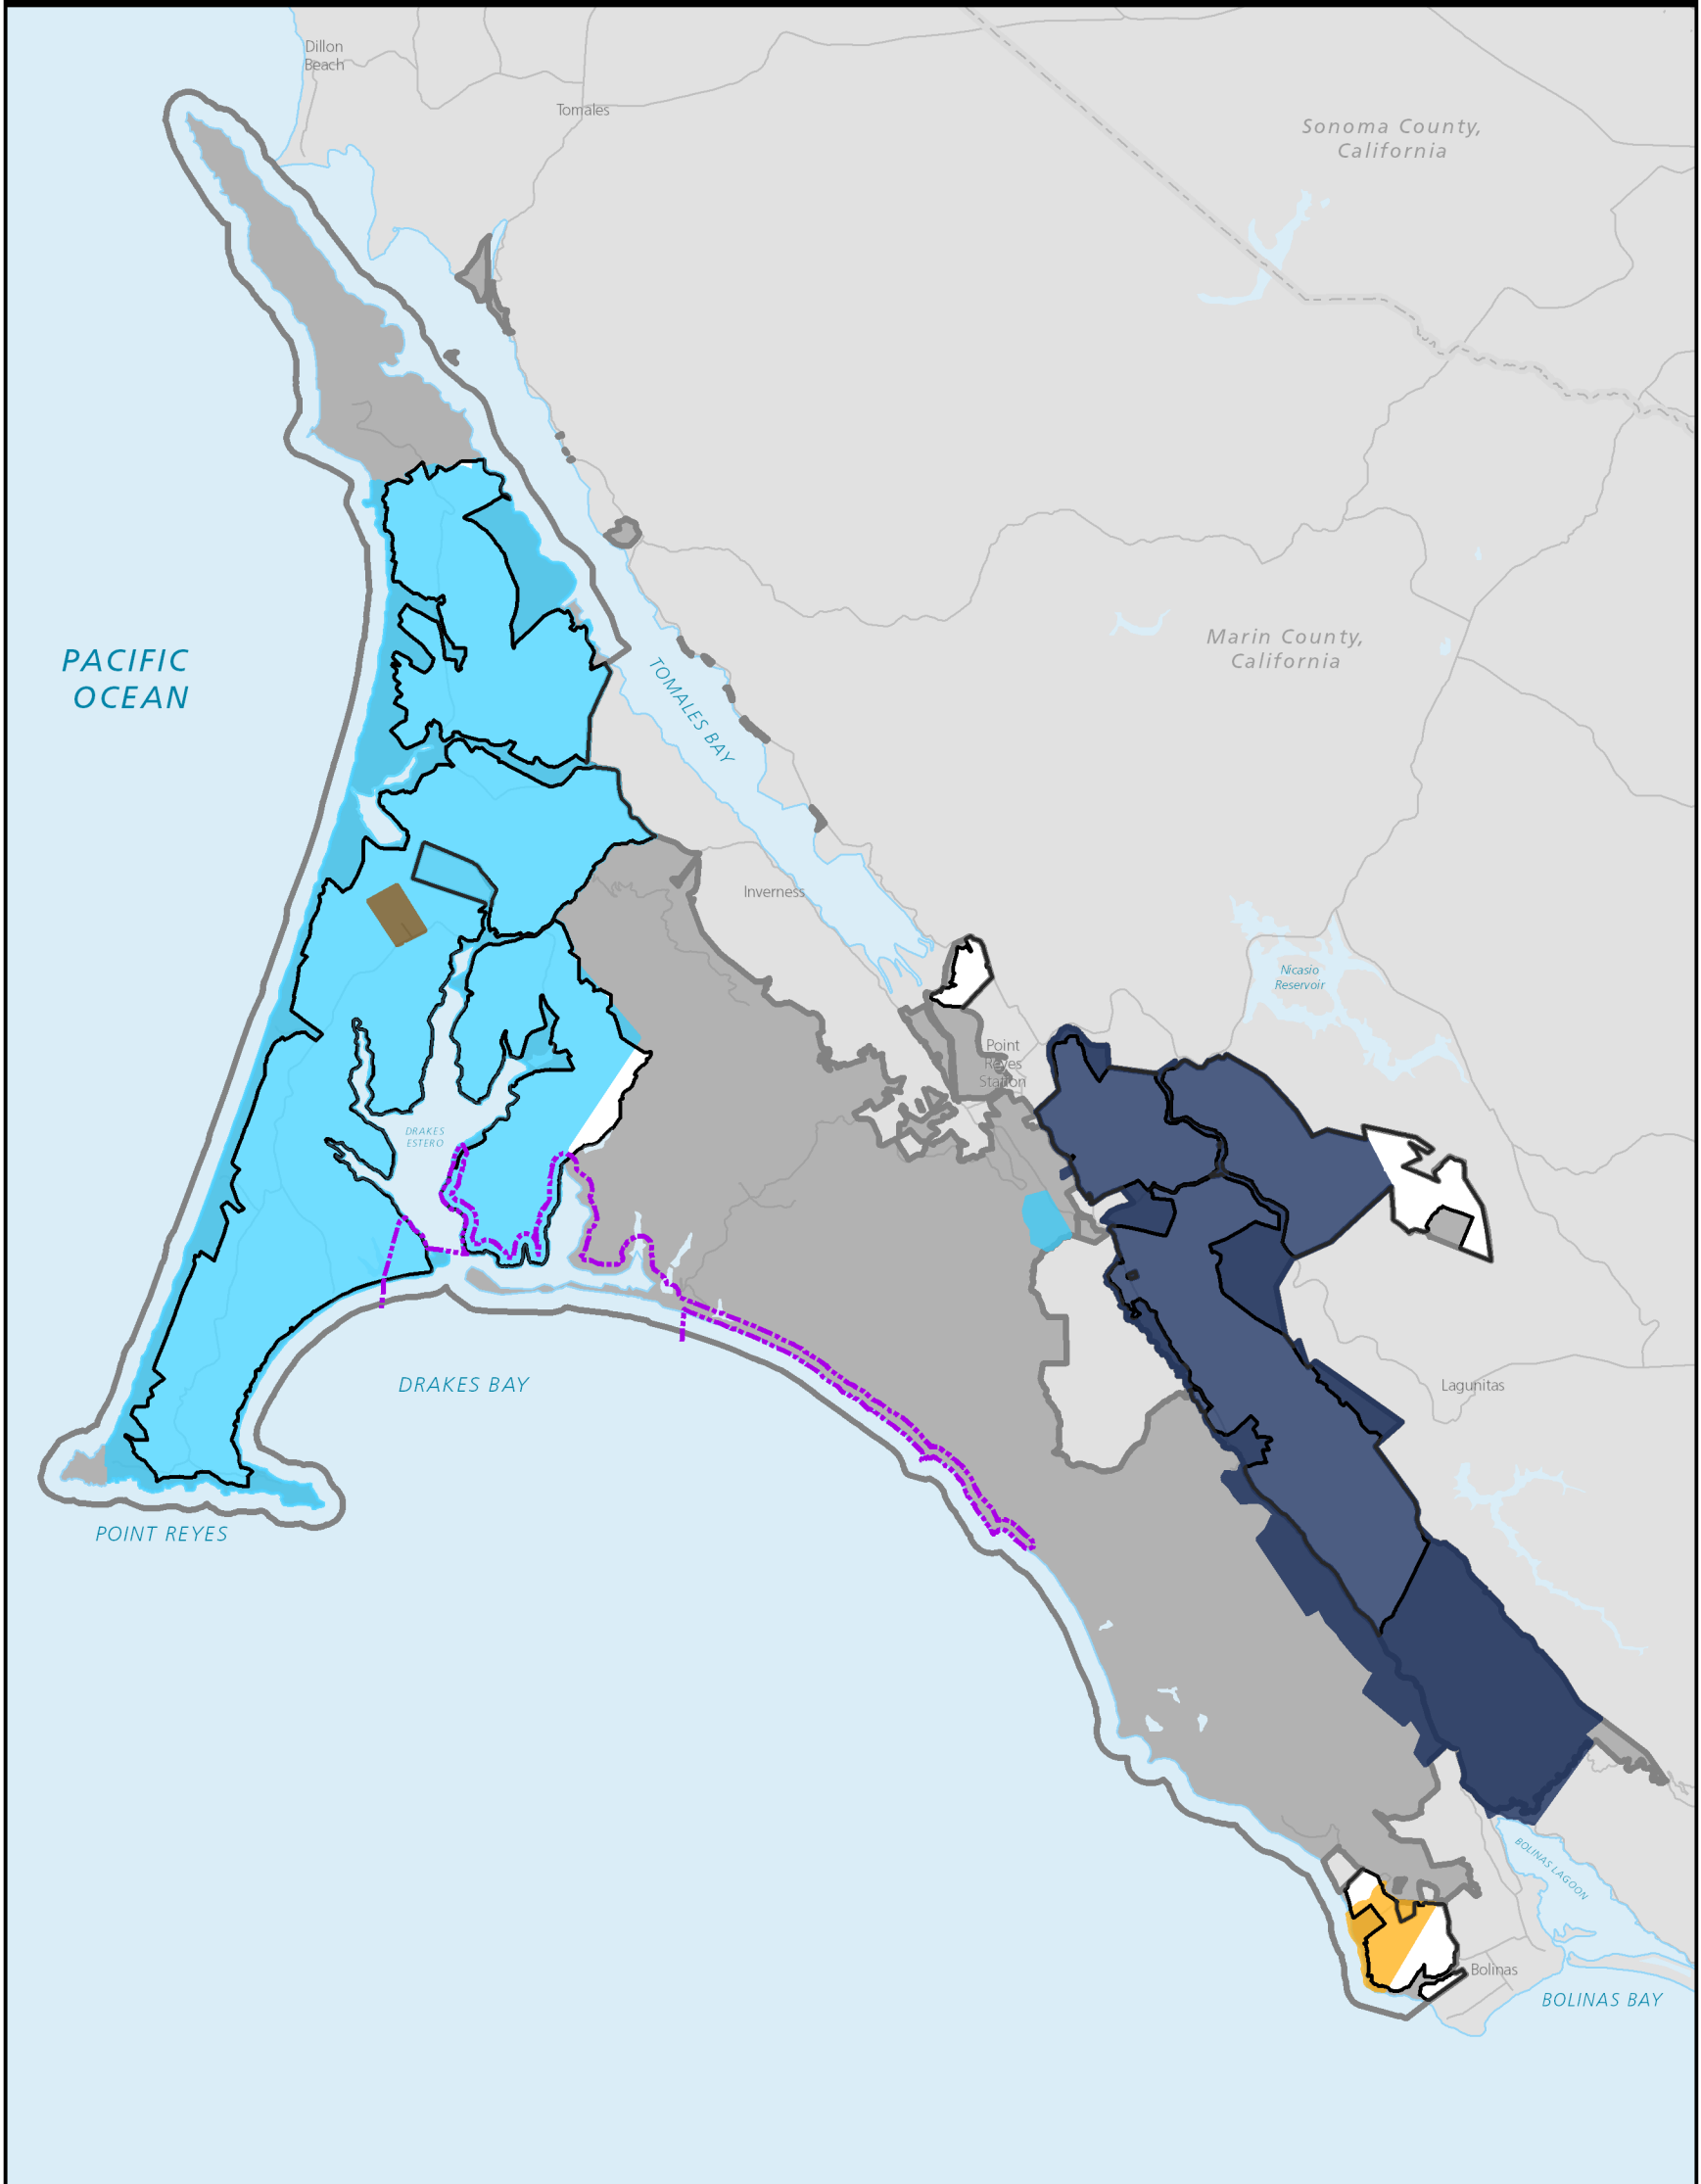 Dillon
Beach
Tomales
Sonoma County,
California
Marin County,
California
PACIFIC
OCEAN
TOMALES BAY
Inverness
Nicasio
Reservoir
Point
Reyes
Station
DRAKES
ESTERO
DRAKES BAY
Lagunitas
POINT REYES
BOLINAS LAGOON
Bolinas
BOLINAS BAY